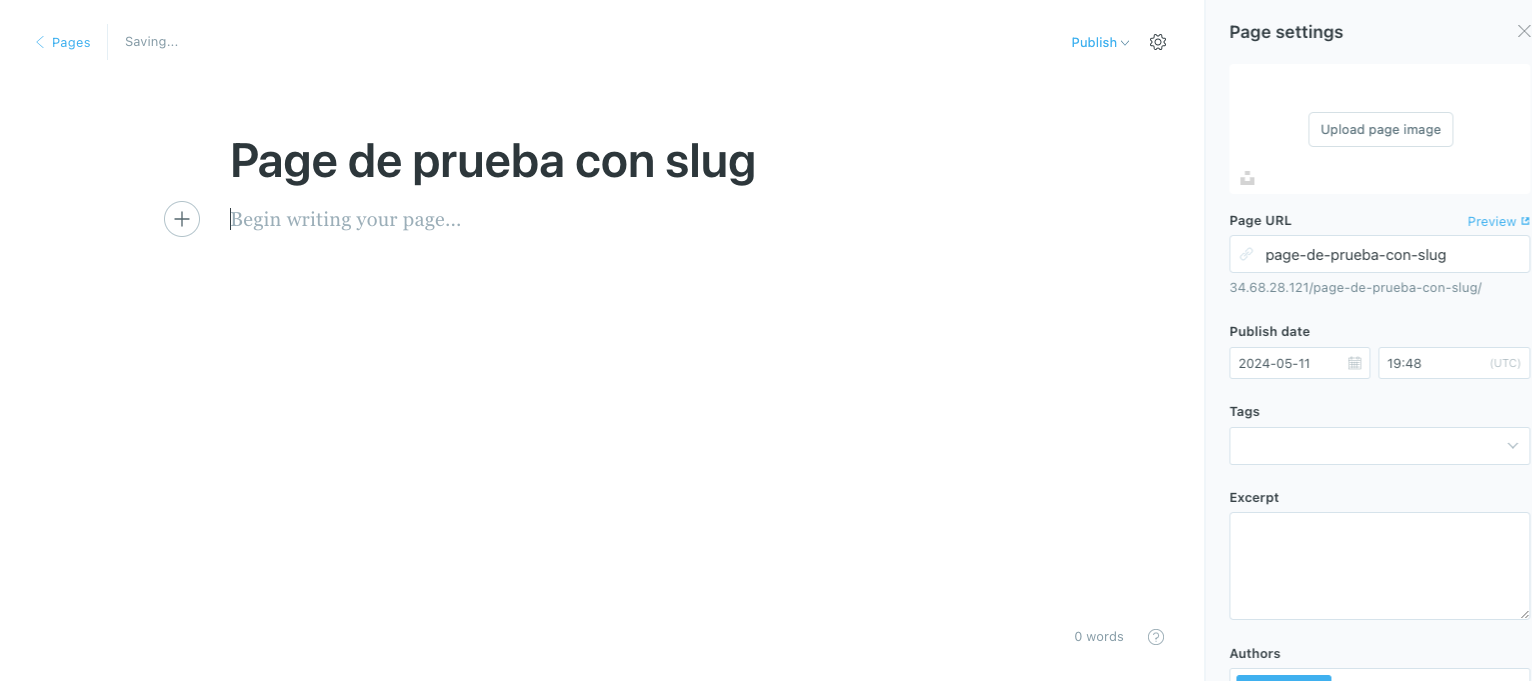 Pages
Saving...
Publish
Page de prueba con slug
Begin writing your page...
0 words
?
Page settings
Upload page image
Page URL
Preview
page-de-prueba-con-slug
34.68.28.121/page-de-prueba-con-slug/
Publish date
2024-05-11
19:48 (UTC)
Tags
Excerpt
Authors